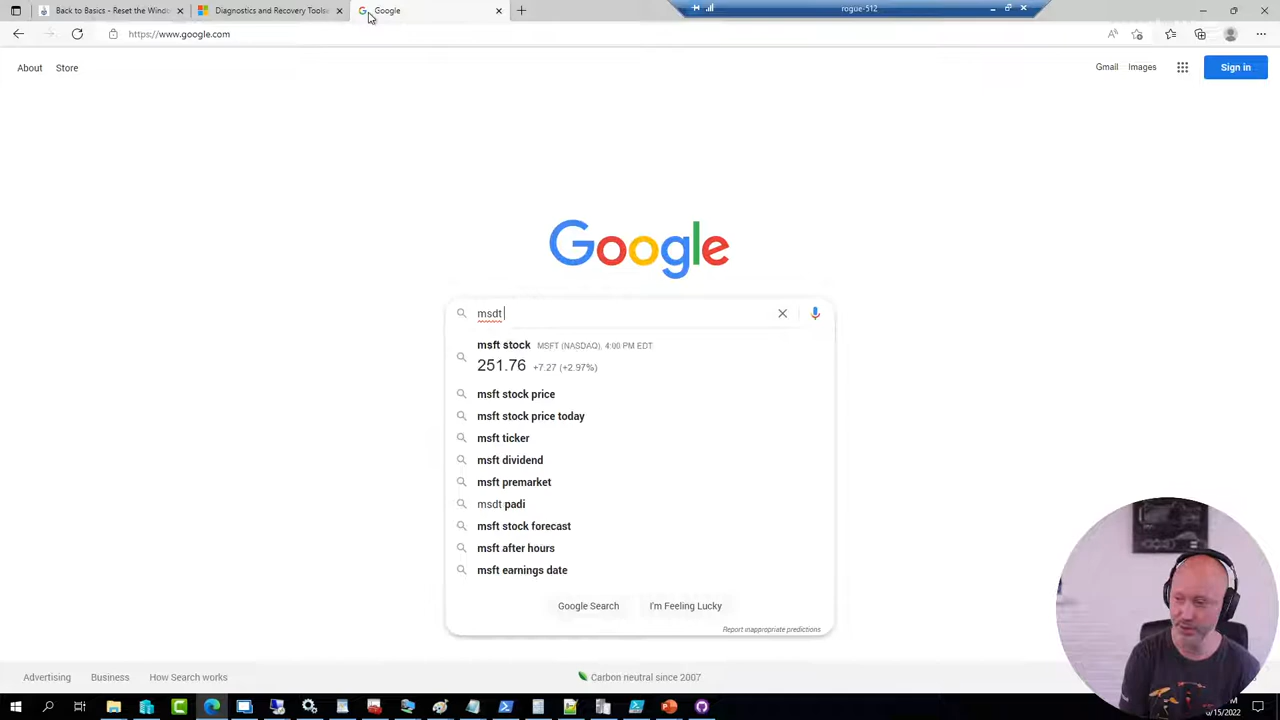 Back to Basics - Reset the Windo
Diagnostics and Recovery Toolse
Google
rogue-512
https://www.google.com
About
Store
Gmail
Images
Sign in
Google
msdt
msft stock MSFT (NASDAQ), 4:00 PM EDT
251.76 +7.27 (+2.97%)
msft stock price
msft stock price today
msft ticker
msft dividend
msft premarket
msdt padi
msft stock forecast
msft after hours
msft earnings date
Google Search
I'm Feeling Lucky
Report inappropriate predictions
Advertising
Business
How Search works
Carbon neutral since 2007
6/15/2022